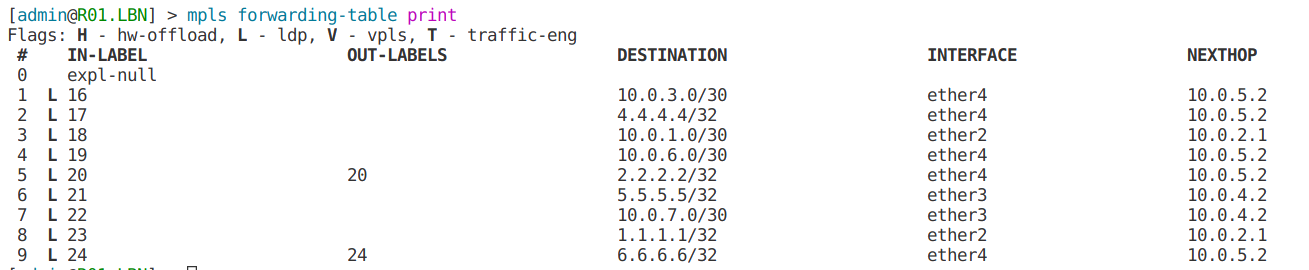 [admin@R01.LBN] > mpls forwarding-table print
Flags: H - hw-offload, L - ldp, V - vpls, T - traffic-eng
# IN-LABEL OUT-LABELS DESTINATION INTERFACE NEXTHOP
0 expl-null
1 L 16 10.0.3.0/30 ether4 10.0.5.2
2 L 17 4.4.4.4/32 ether4 10.0.5.2
3 L 18 10.0.1.0/30 ether2 10.0.2.1
4 L 19 10.0.6.0/30 ether4 10.0.5.2
5 L 20 20 2.2.2.2/32 ether4 10.0.5.2
6 L 21 5.5.5.5/32 ether3 10.0.4.2
7 L 22 10.0.7.0/30 ether3 10.0.4.2
8 L 23 1.1.1.1/32 ether2 10.0.2.1
9 L 24 24 6.6.6.6/32 ether4 10.0.5.2